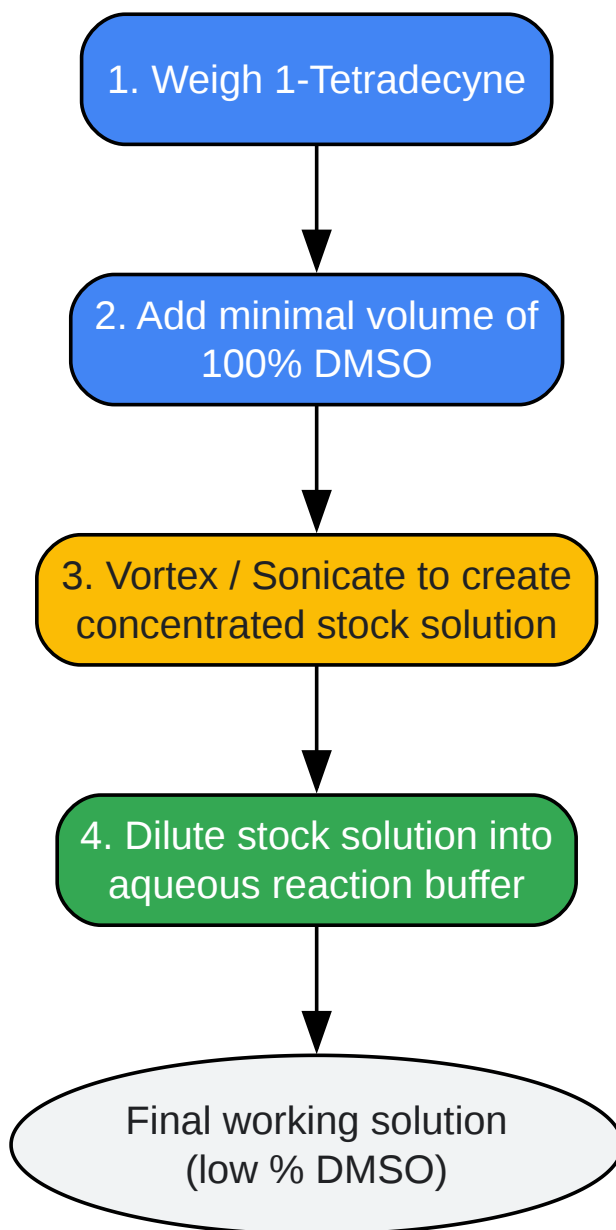 1. Weigh 1-Tetradecyne
2. Add minimal volume of
100% DMSO
3. Vortex / Sonicate to create
concentrated stock solution
4. Dilute stock solution into
aqueous reaction buffer
Final working solution
(low % DMSO)